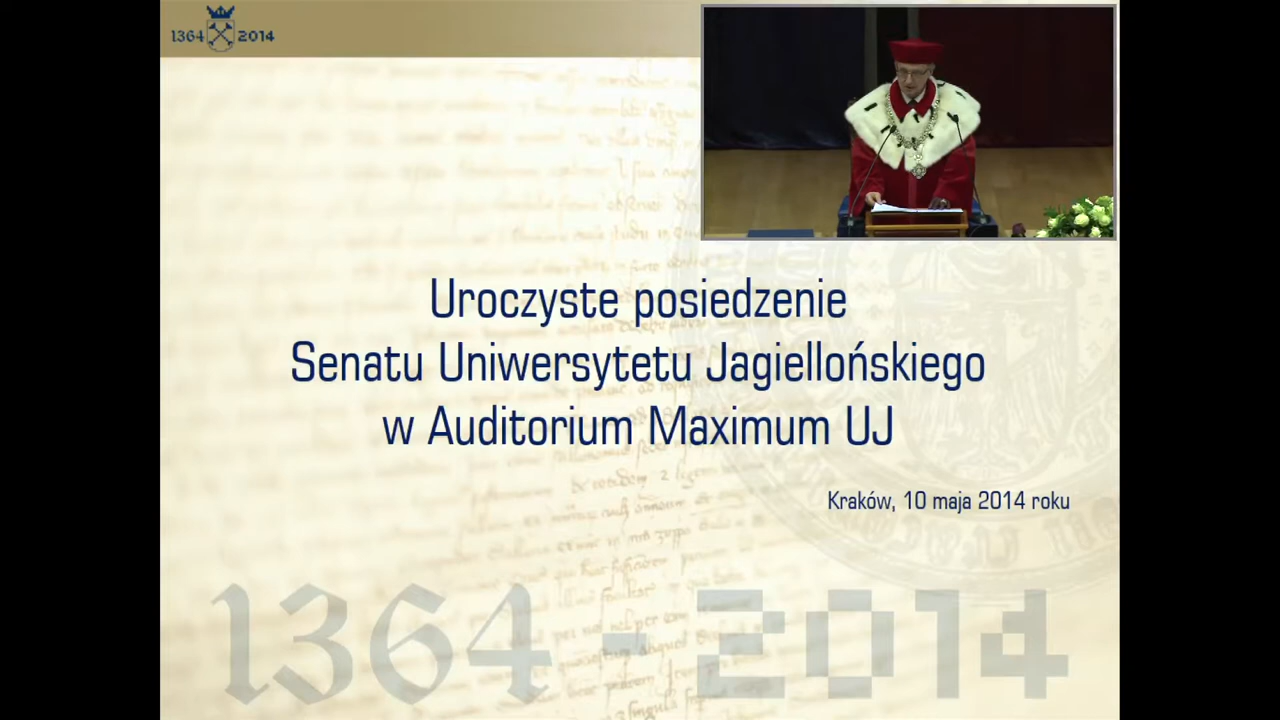 1364 2014
Uroczyste posiedzenie
Senatu Uniwersytetu Jagiellońskiego
w Auditorium Maximum UJ
Kraków, 10 maja 2014 roku
1364 - 2014